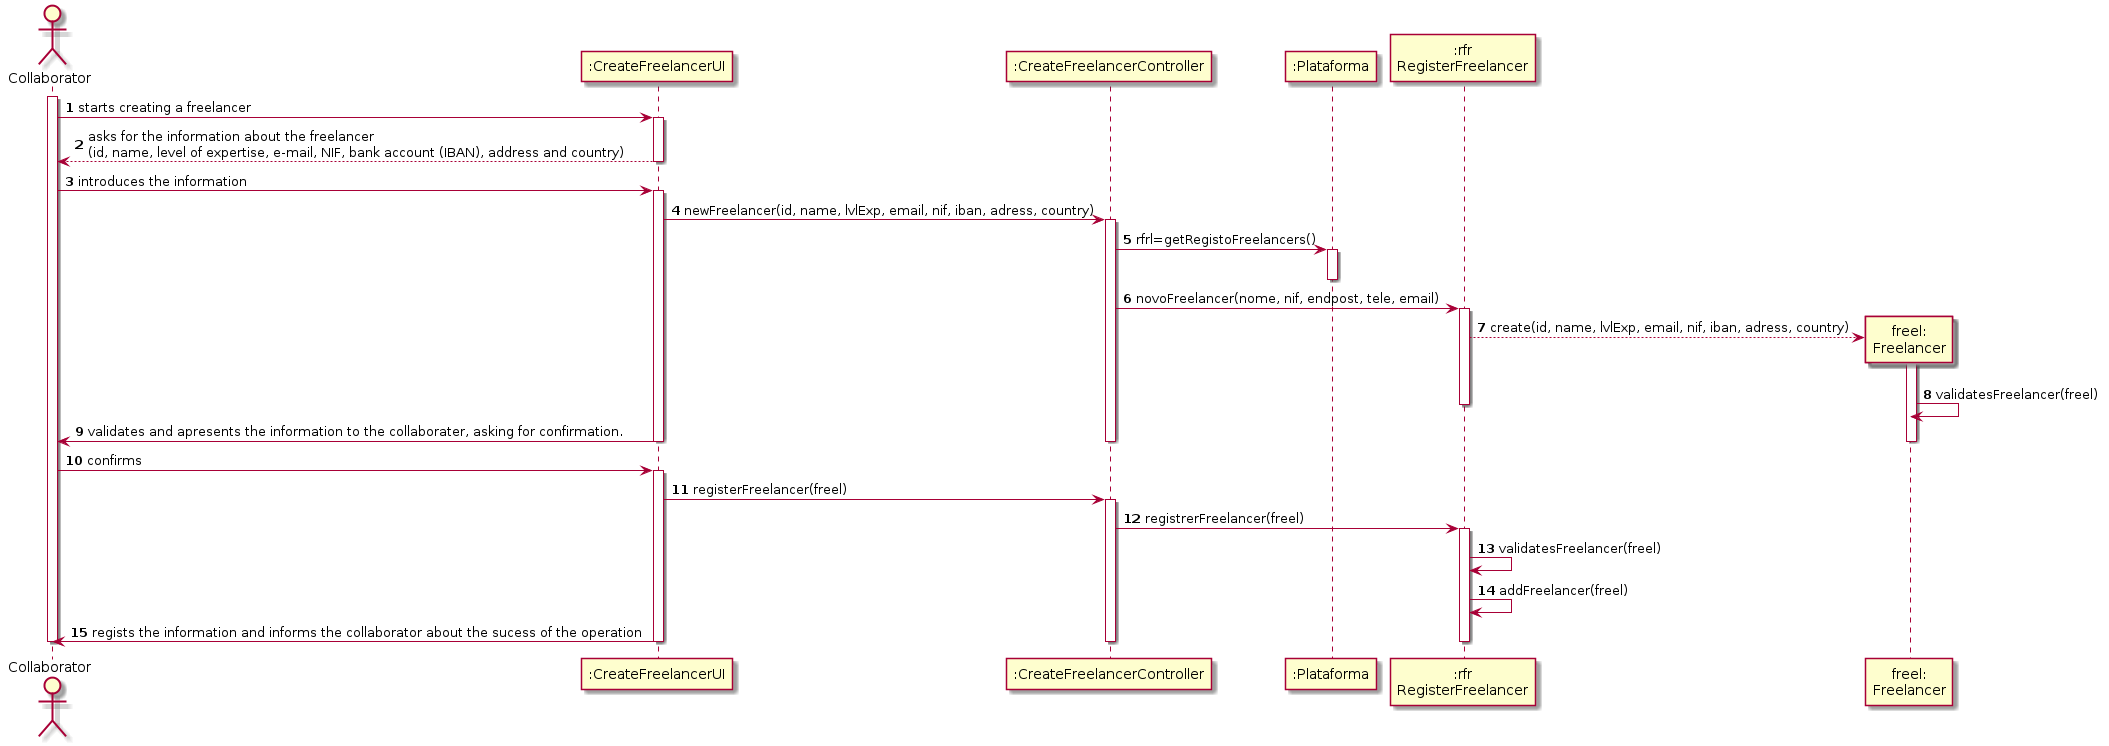 Collaborator
:CreateFreelancerUI
:CreateFreelancerController
:Plataforma
:rfr
RegisterFreelancer
1 starts creating a freelancer
2 asks for the information about the freelancer
(id, name, level of expertise, e-mail, NIF, bank account (IBAN), address and country)
3 introduces the information
4 newFreelancer(id, name, lvlExp, email, nif, iban, adress, country)
5 rfrl=getRegistoFreelancers()
6 novoFreelancer(nome, nif, endpost, tele, email)
7 create(id, name, lvlExp, email, nif, iban, adress, country)
freel:
Freelancer
8 validatesFreelancer(freel)
9 validates and apresents the information to the collaborater, asking for confirmation.
10 confirms
11 registerFreelancer(freel)
12 registrerFreelancer(freel)
13 validatesFreelancer(freel)
14 addFreelancer(freel)
15 regists the information and informs the collaborator about the sucess of the operation
Collaborator
:CreateFreelancerUI
:CreateFreelancerController
:Plataforma
:rfr
RegisterFreelancer
freel:
Freelancer